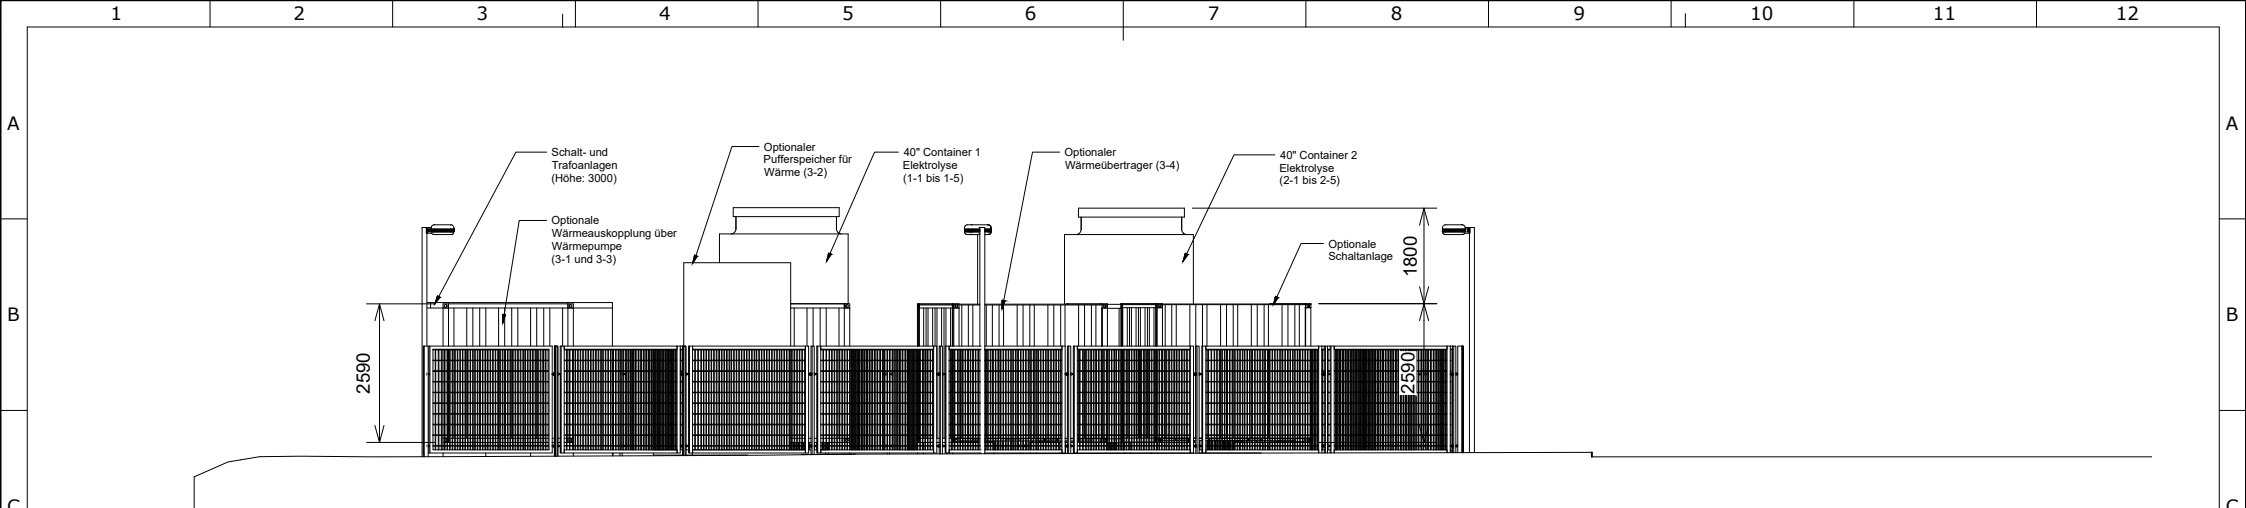 1 2 3 4 5 6 7 8 9 10 11 12
A A
Schalt- und
Trafoanlagen
(Höhe: 3000)
Optionaler
Pufferspeicher für
Wärme (3-2)
40" Container 1
Elektrolyse
(1-1 bis 1-5)
Optionaler
Wärmeübertrager (3-4)
40" Container 2
Elektrolyse
(2-1 bis 2-5)
Optionale
Wärmeauskopplung über
Wärmepumpe
(3-1 und 3-3)
Optionale
Schaltanlage
1800
B B
2590
2590
C C